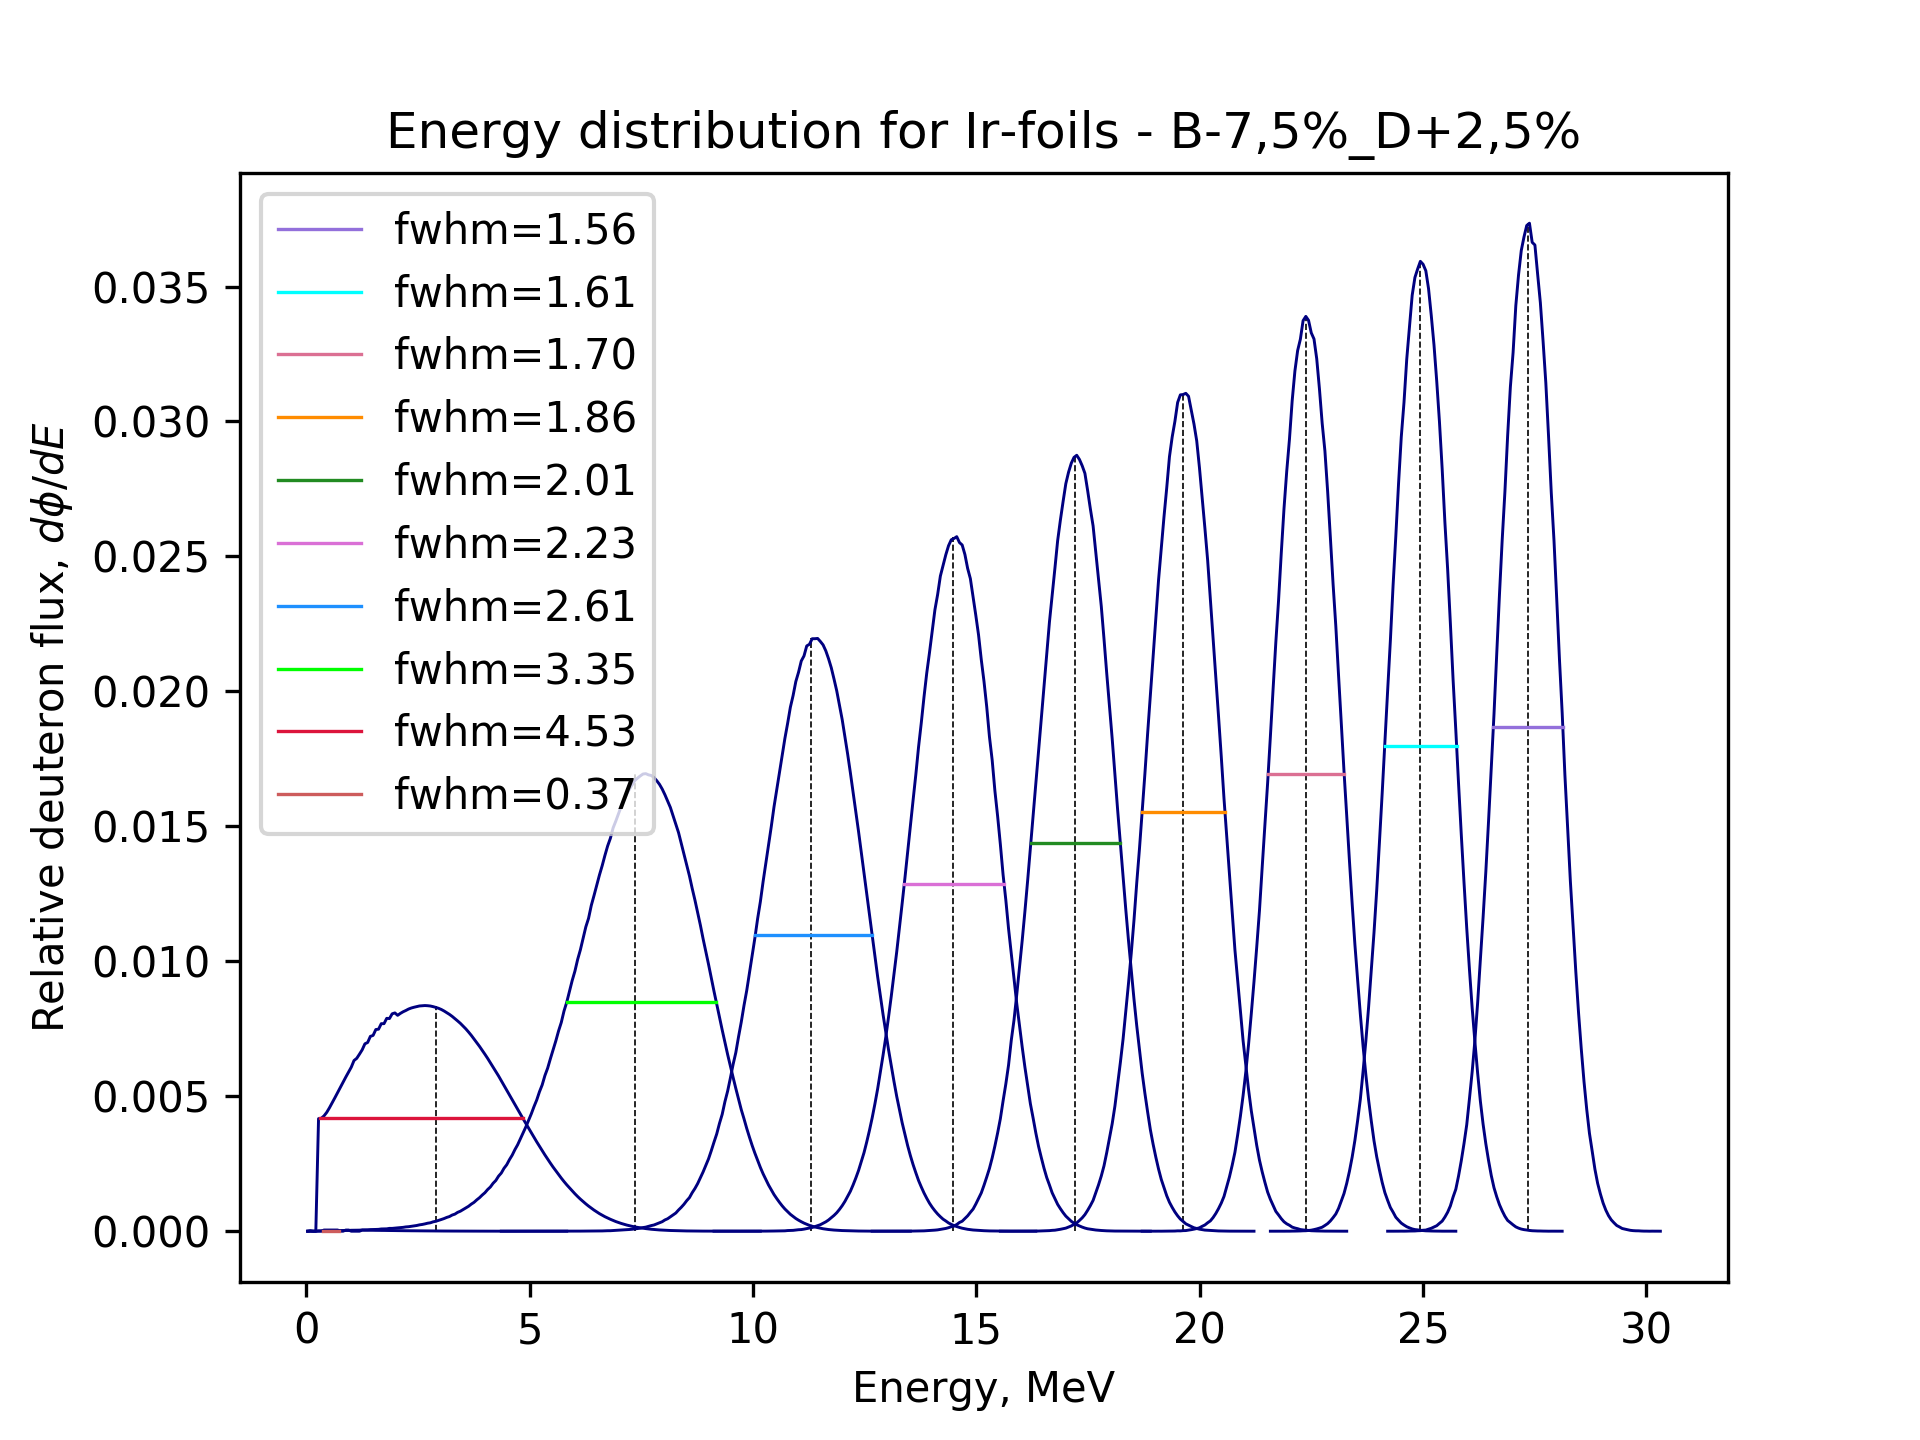 Energy distribution for Ir-foils - B-7,5%_D+2,5%
fwhm=1.56
fwhm=1.61
fwhm=1.70
fwhm=1.86
fwhm=2.01
fwhm=2.23
fwhm=2.61
fwhm=3.35
fwhm=4.53
fwhm=0.37
Relative deuteron flux, dϕ/dE
0.035
0.030
0.025
0.020
0.015
0.010
0.005
0.000
0 5 10 15 20 25 30
Energy, MeV